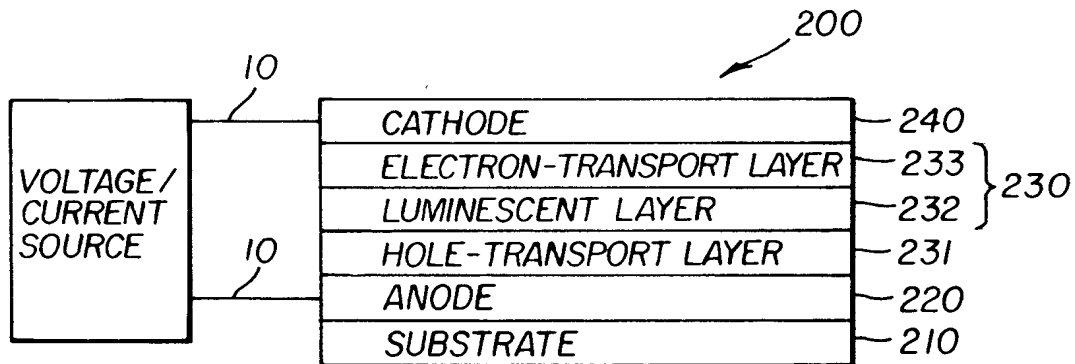 200
10
CATHODE 240
ELECTRON-TRANSPORT LAYER 233
230
VOLTAGE/
CURRENT
SOURCE
LUMINESCENT LAYER 232
10
HOLE-TRANSPORT LAYER 231
ANODE 220
SUBSTRATE 210